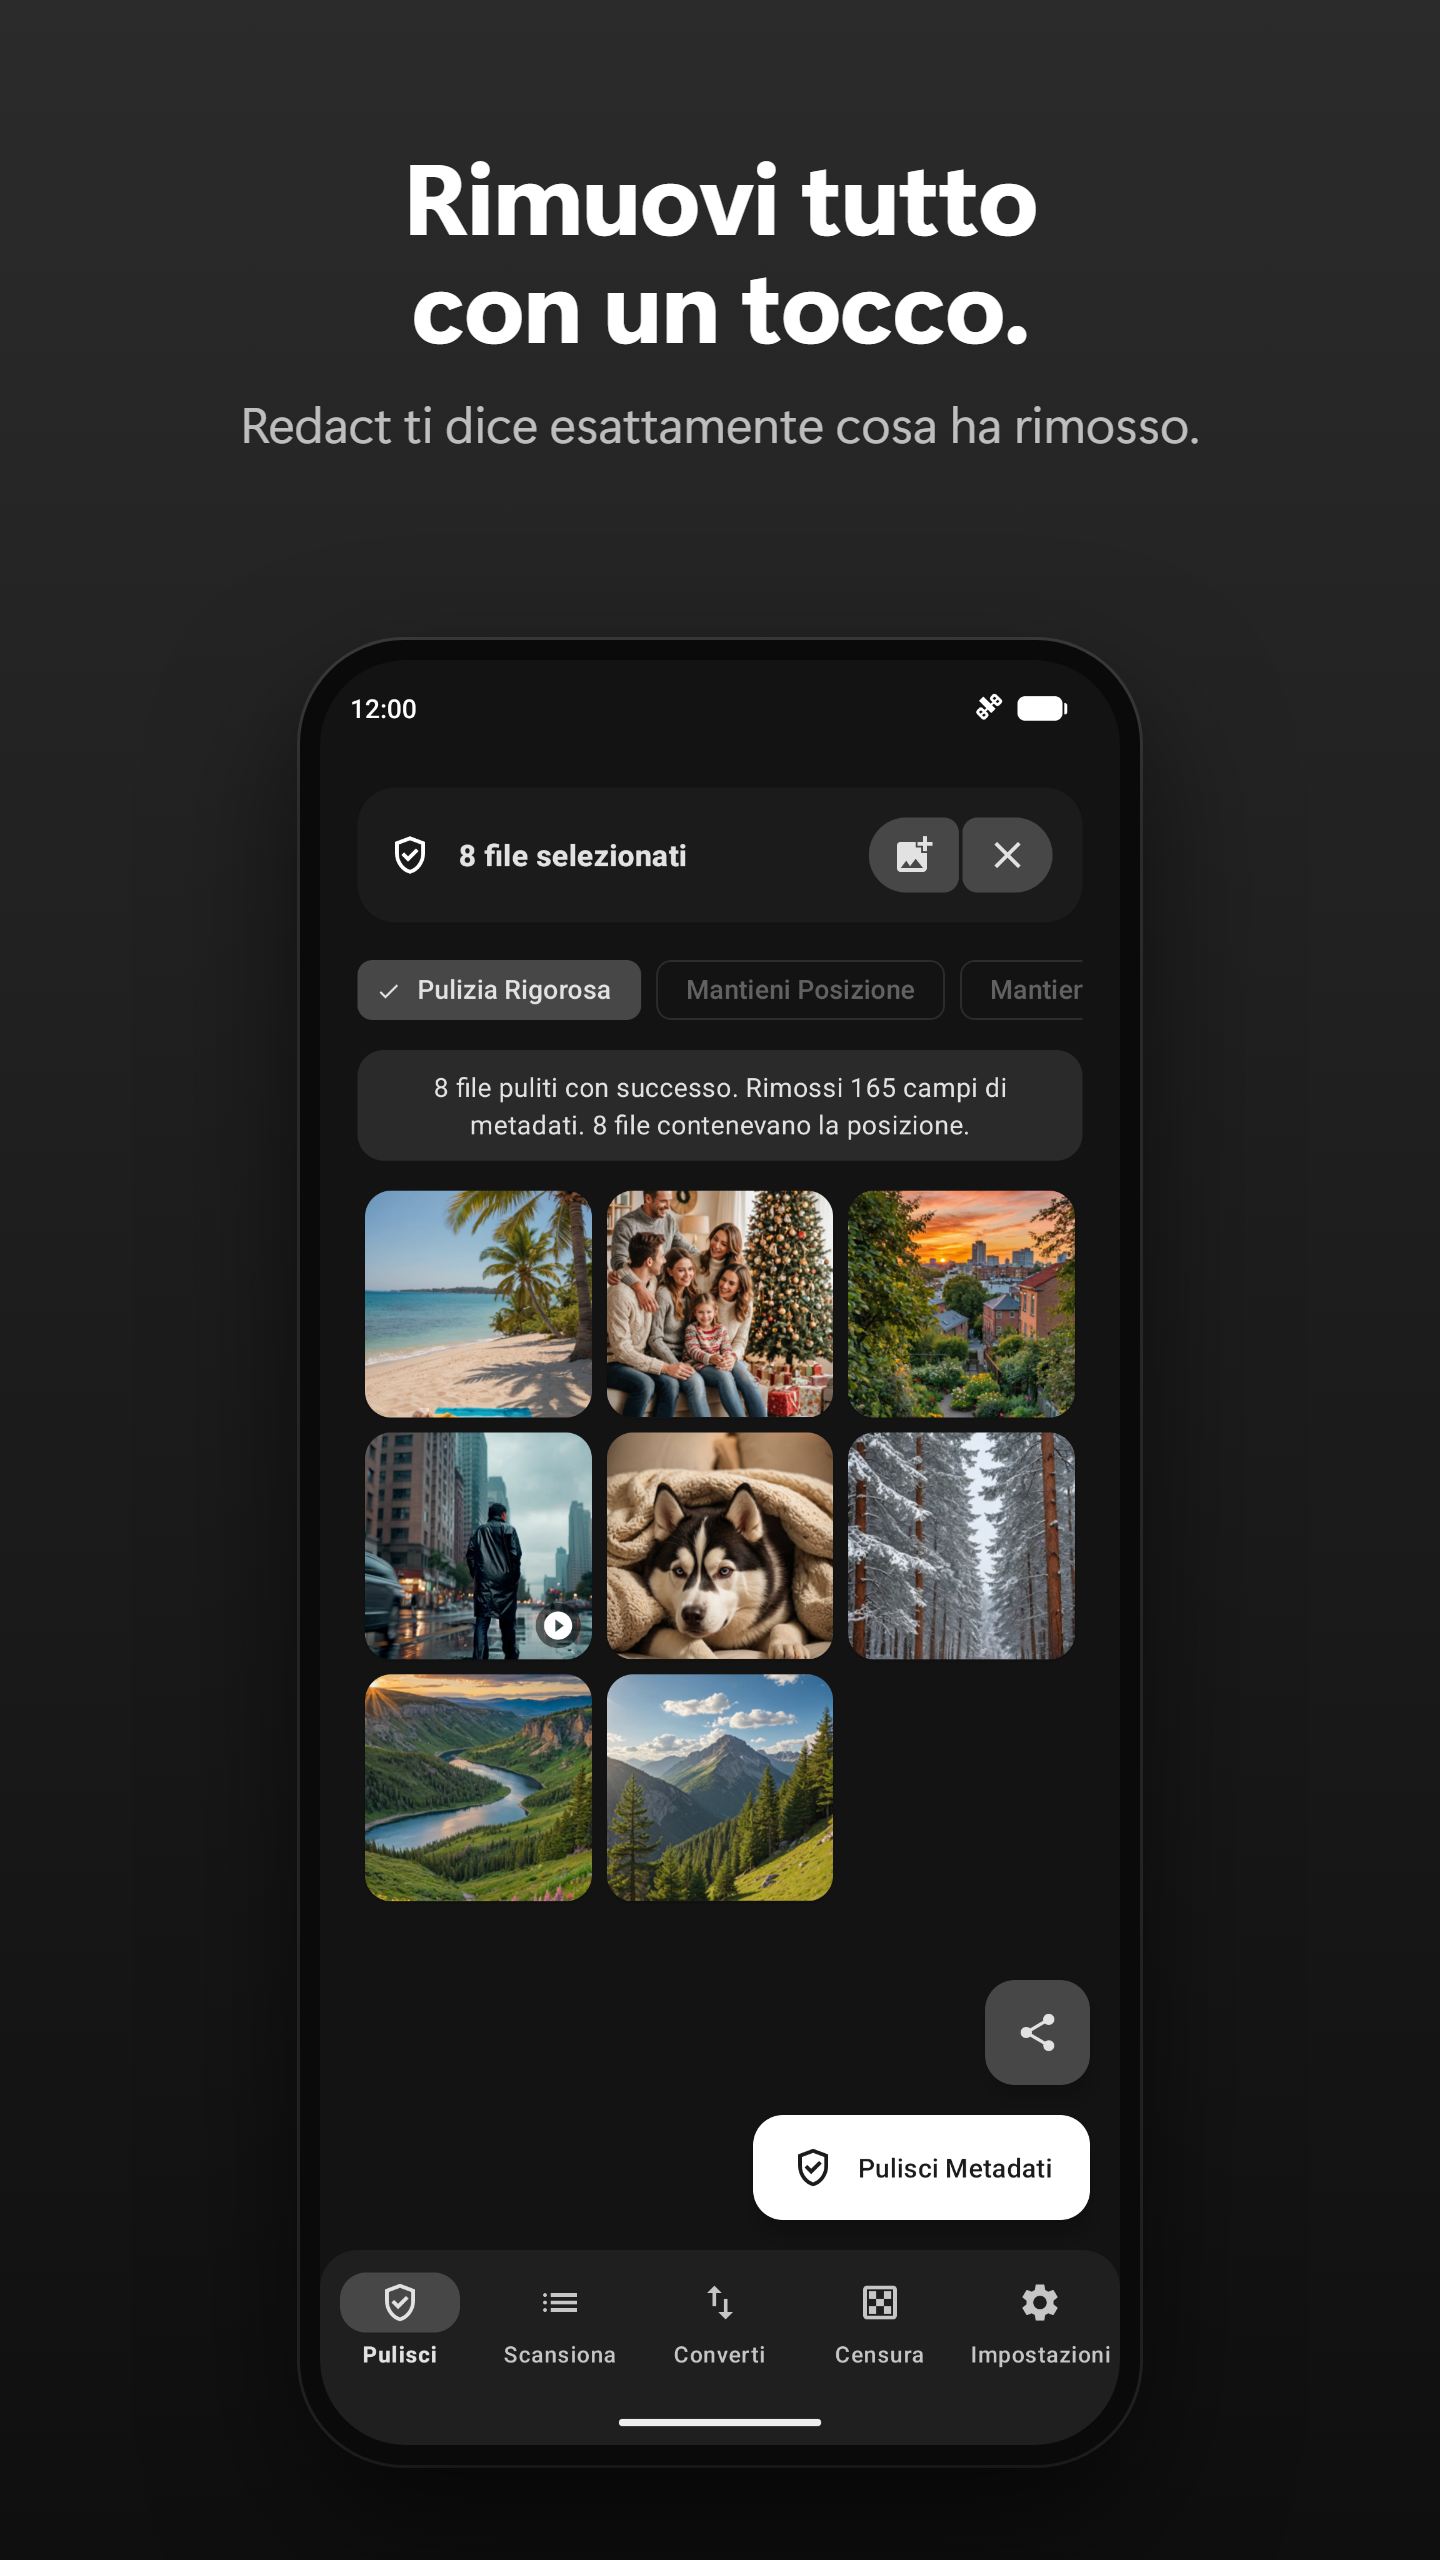 Rimuovi tutto
con un tocco.
Redact ti dice esattamente cosa ha rimosso.
12:00
8 file selezionati
Pulizia Rigorosa
Mantieni Posizione
Mantier
8 file puliti con successo. Rimossi 165 campi di
metadati. 8 file contenevano la posizione.
Pulisci Metadati
Pulisci
Scansiona
Converti
Censura
Impostazioni